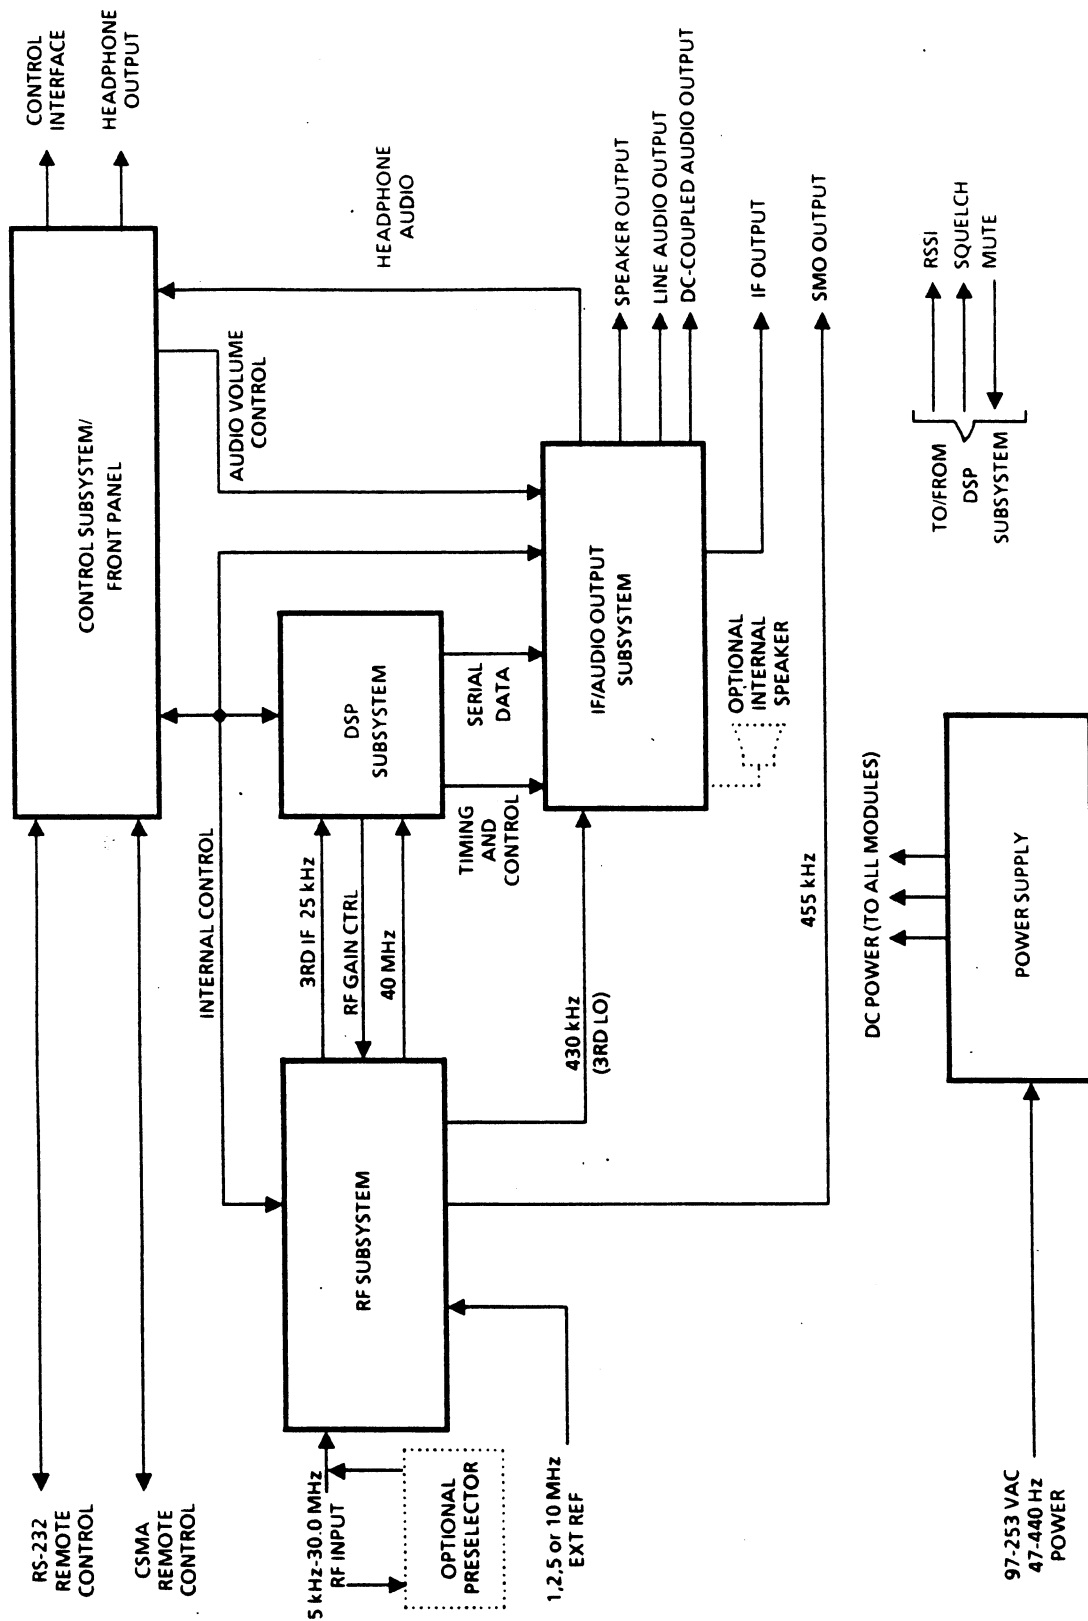 RS-232
REMOTE
CONTROL
CSMA
REMOTE
CONTROL
CONTROL SUBSYSTEM/
FRONT PANEL
CONTROL
INTERFACE
HEADPHONE
OUTPUT
INTERNAL CONTROL
AUDIO VOLUME
CONTROL
HEADPHONE
AUDIO
5 kHz-30.0 MHz
RF INPUT
OPTIONAL
PRESELECTOR
1,2,5 or 10 MHz
EXT REF
RF SUBSYSTEM
3RD IF 25 kHz
RF GAIN CTRL
40 MHz
DSP
SUBSYSTEM
TIMING
AND
CONTROL
SERIAL
DATA
430 kHz
(3RD LO)
IF/AUDIO OUTPUT
SUBSYSTEM
SPEAKER OUTPUT
LINE AUDIO OUTPUT
DC-COUPLED AUDIO OUTPUT
OPTIONAL
INTERNAL
SPEAKER
IF OUTPUT
455 kHz
SMO OUTPUT
97-253 VAC
47-440 Hz
POWER
DC POWER (TO ALL MODULES)
POWER SUPPLY
TO/FROM
DSP
SUBSYSTEM
RSSI
SQUELCH
MUTE